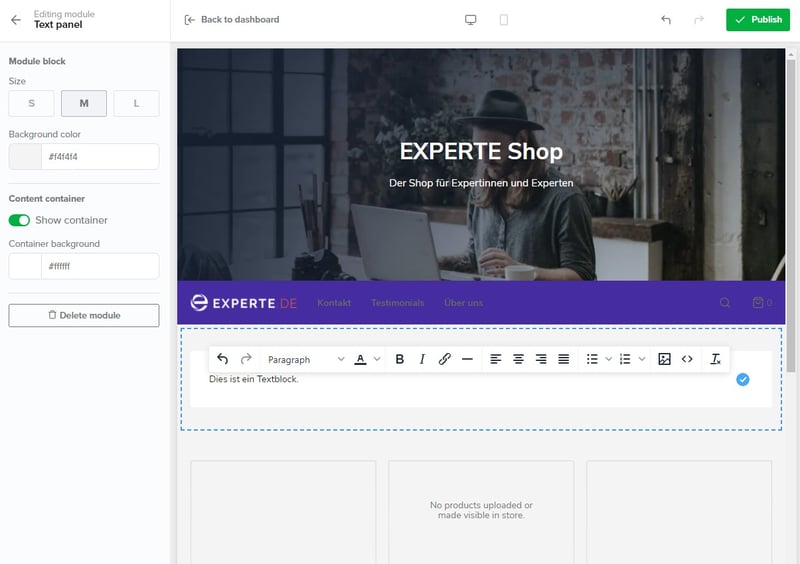 Editing module
Text panel
Back to dashboard
Publish
Module block
Size
S M L
Background color
#f4f4f4
Content container
Show container
Container background
#ffffff
Delete module
EXPERTE Shop
Der Shop für Expertinnen und Experten
EXPERTE DE Kontakt Testimonials Über uns 0
Paragraph A B I
Dies ist ein Textblock.
No products uploaded or
made visible in store.